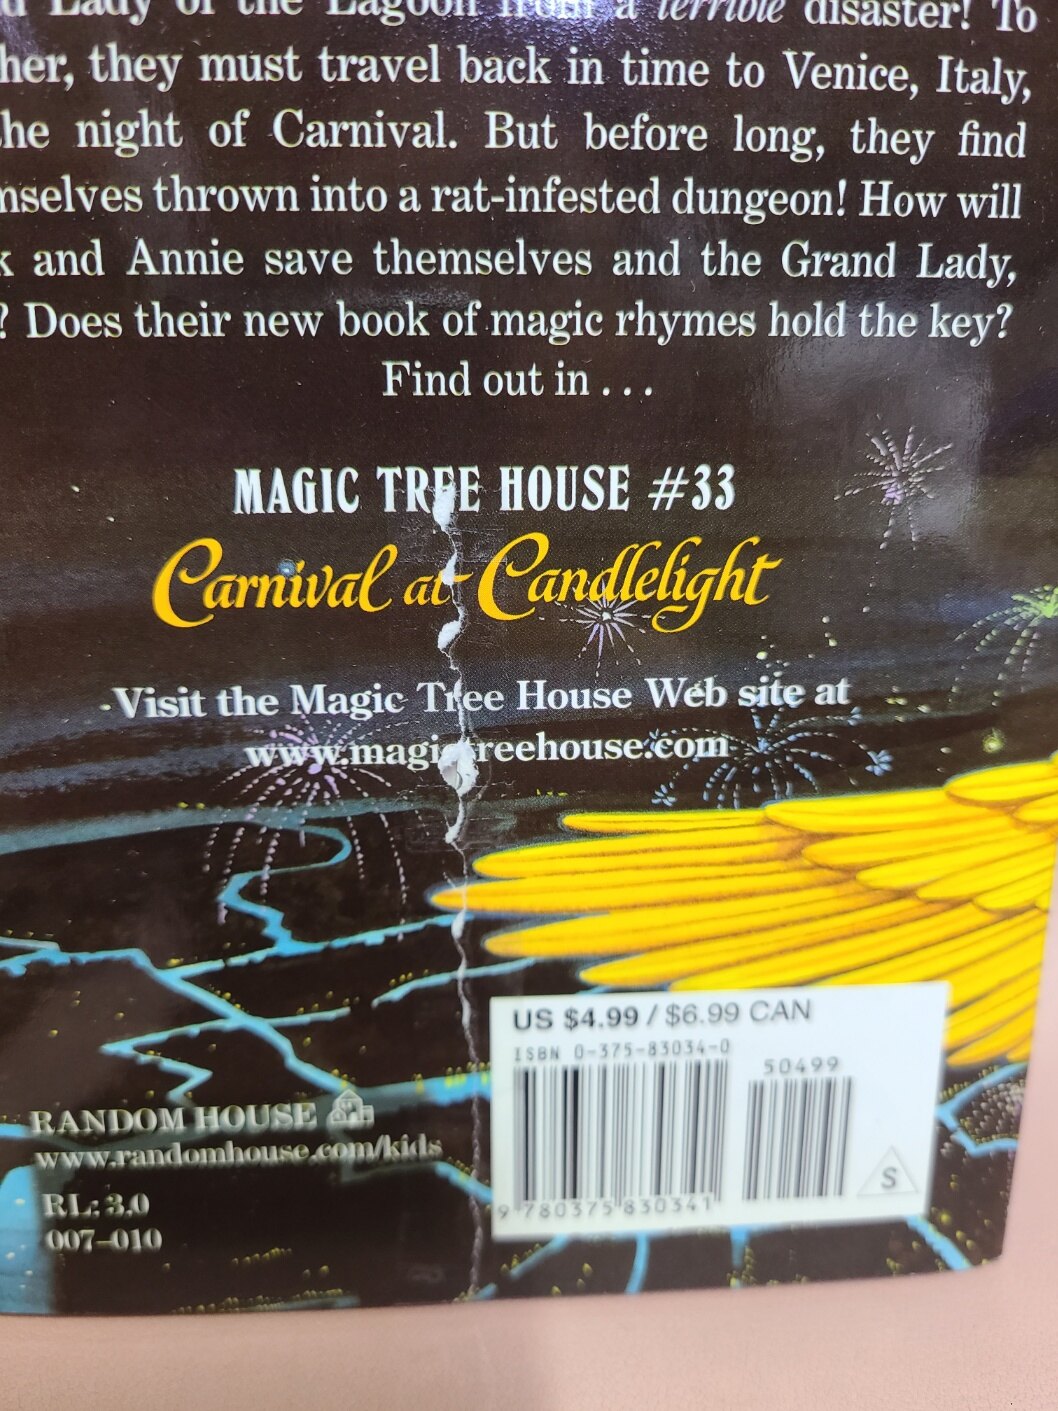 Lady of the Lagoon from a terrible disaster! To
her, they must travel back in time to Venice, Italy,
he night of Carnival. But before long, they find
mselves thrown into a rat-infested dungeon! How will
k and Annie save themselves and the Grand Lady,
? Does their new book of magic rhymes hold the key?
Find out in . . .
MAGIC TREE HOUSE #33
Carnival at Candlelight
Visit the Magic Tree House Web site at
www.magictreehouse.com
US $4.99 / $6.99 CAN
ISBN 0-375-83034-0
50499
9 780375 830341
S
RANDOM HOUSE
www.randomhouse.com/kids
RL: 3.0
007–010